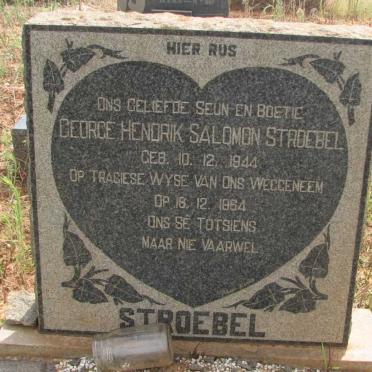 HIER RUS
ONS GELIEFDE SEUN EN BOETIE
GEORGE HENDRIK SALOMON STROEBEL
GEB. 10. 12. 1944
OP TRAGIESE WYSE VAN ONS WEGGENEEM
OP 18. 12. 1964
ONS SÊ TOTSIENS
MAAR NIE VAARWEL
STROEBEL